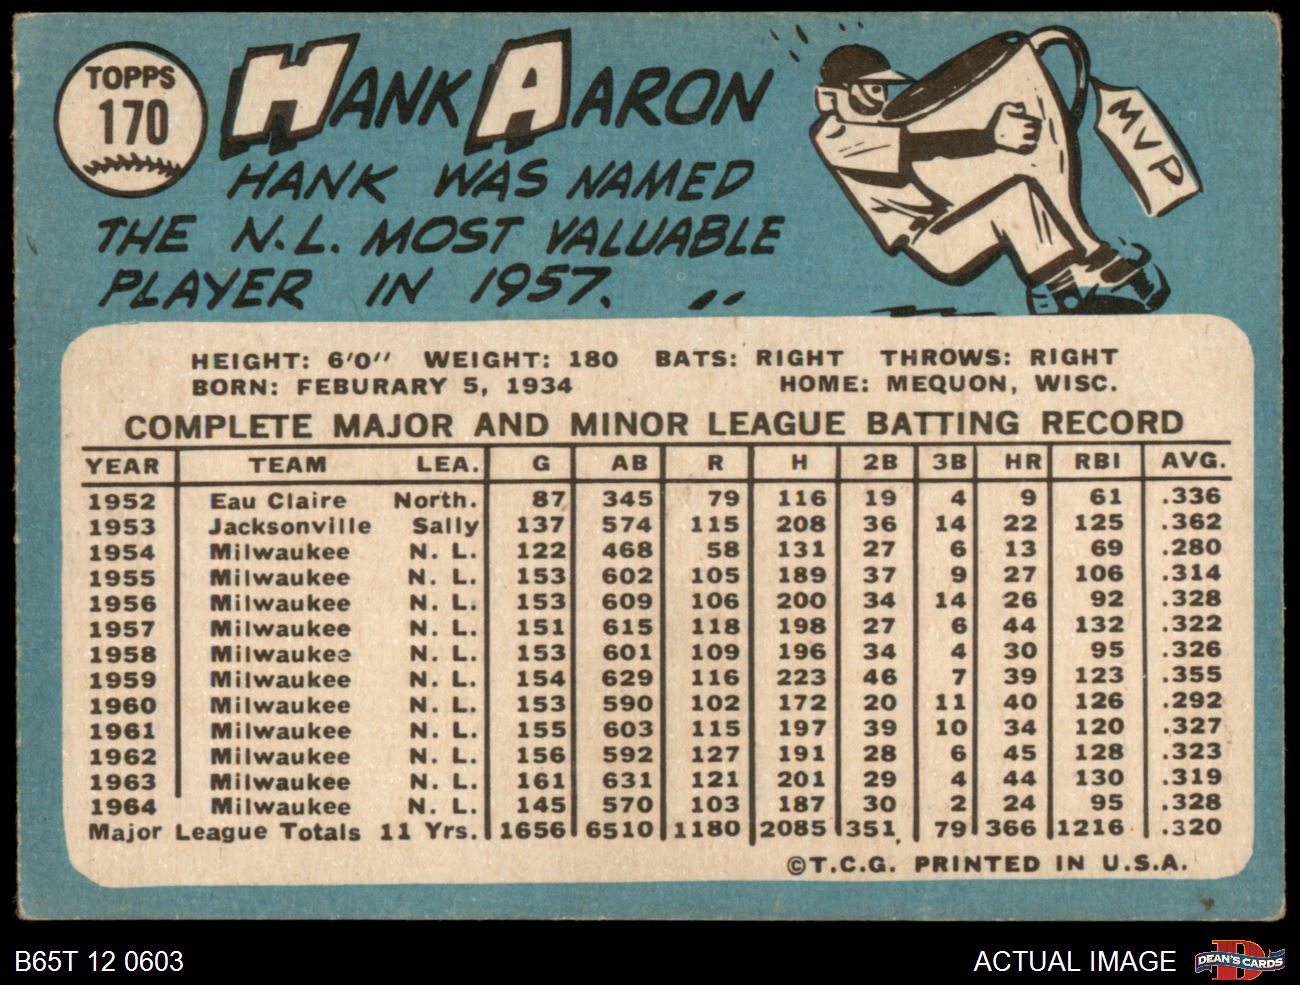 TOPPS
170
HANK AARON
HANK WAS NAMED
THE N.L. MOST VALUABLE
PLAYER IN 1957.
MVP
HEIGHT: 6'0" WEIGHT: 180 BATS: RIGHT THROWS: RIGHT
BORN: FEBURARY 5, 1934 HOME: MEQUON, WISC.
COMPLETE MAJOR AND MINOR LEAGUE BATTING RECORD
YEAR TEAM LEA. G AB R H 2B 3B HR RBI AVG.
1952 Eau Claire North. 87 345 79 116 19 4 9 61 .336
1953 Jacksonville Sally 137 574 115 208 36 14 22 125 .362
1954 Milwaukee N. L. 122 468 58 131 27 6 13 69 .280
1955 Milwaukee N. L. 153 602 105 189 37 9 27 106 .314
1956 Milwaukee N. L. 153 609 106 200 34 14 26 92 .328
1957 Milwaukee N. L. 151 615 118 198 27 6 44 132 .322
1958 Milwaukee N. L. 153 601 109 196 34 4 30 95 .326
1959 Milwaukee N. L. 154 629 116 223 46 7 39 123 .355
1960 Milwaukee N. L. 153 590 102 172 20 11 40 126 .292
1961 Milwaukee N. L. 155 603 115 197 39 10 34 120 .327
1962 Milwaukee N. L. 156 592 127 191 28 6 45 128 .323
1963 Milwaukee N. L. 161 631 121 201 29 4 44 130 .319
1964 Milwaukee N. L. 145 570 103 187 30 2 24 95 .328
Major League Totals 11 Yrs. 1656 6510 1180 2085 351 79 366 1216 .320
©T.C.G. PRINTED IN U.S.A.
B65T 12 0603
ACTUAL IMAGE
D
DEAN'S CARDS